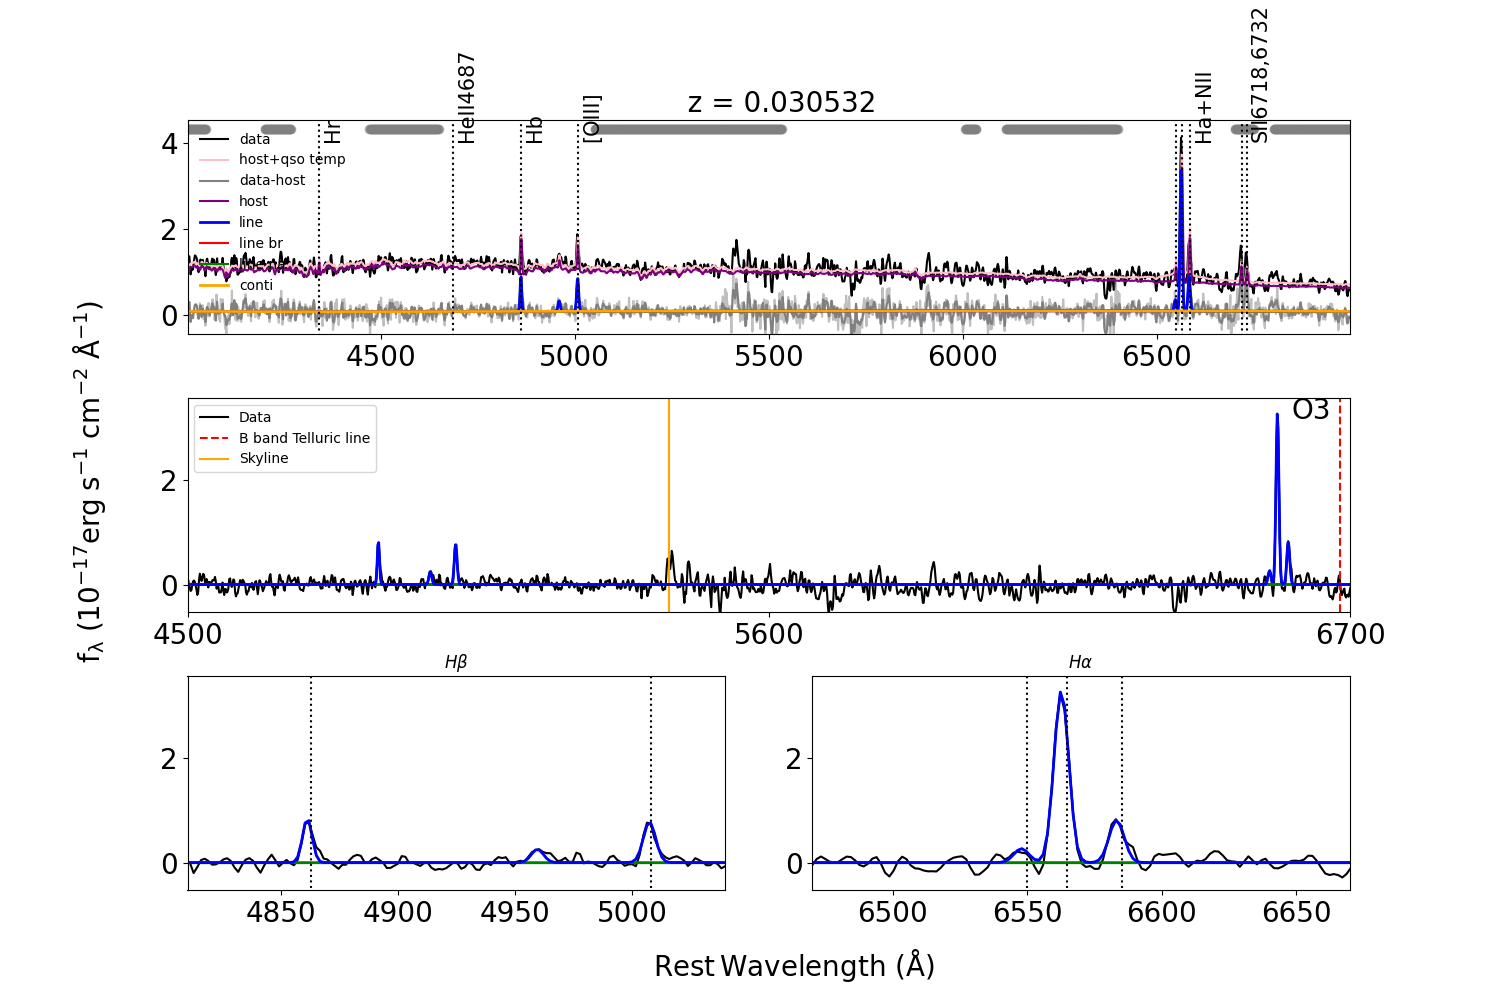 z = 0.030532
Hr
HeII4687
Hb
[OIII]
Ha+NII
SII6718,6732
data
host+qso temp
data-host
host
line
line br
conti
4
2
0
4500 5000 5500 6000 6500
Data
B band Telluric line
Skyline
O3
2
0
4500 5600 6700
fλ (10⁻¹⁷erg s⁻¹ cm⁻² Å⁻¹)
Hβ
2
0
4850 4900 4950 5000
Hα
2
0
6500 6550 6600 6650
Rest Wavelength (Å)